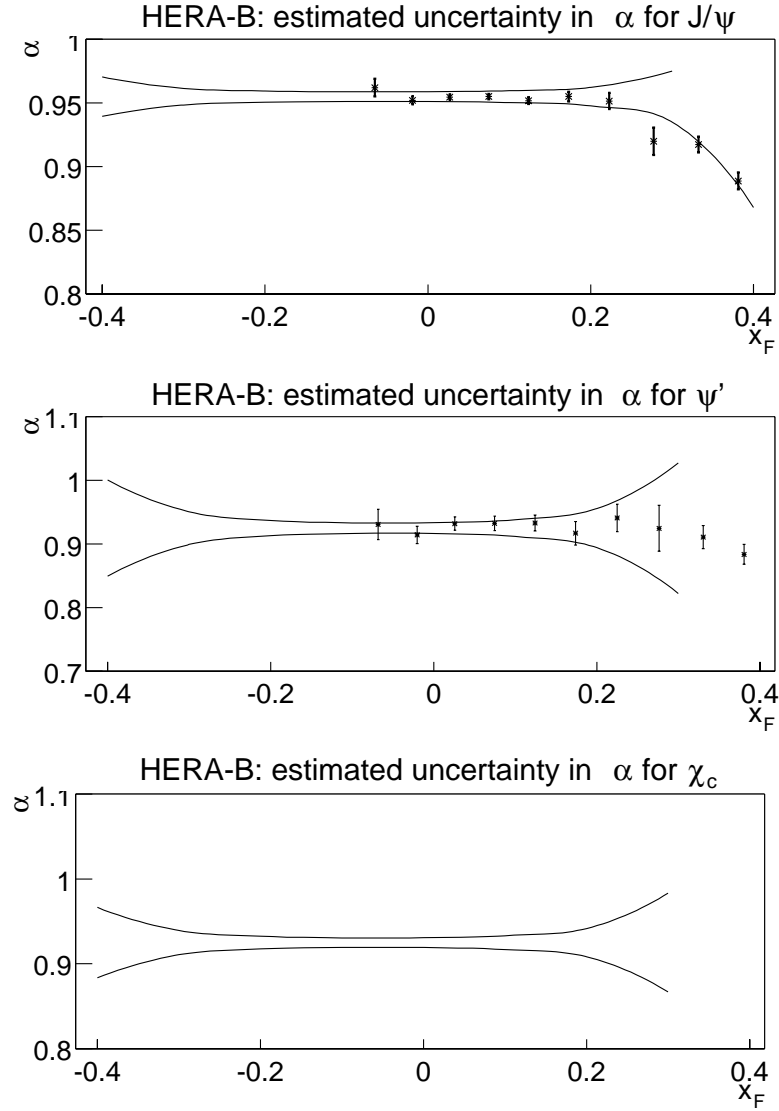 HERA-B: estimated uncertainty in α for J/ψ
α
1
0.95
0.9
0.85
0.8
-0.4 -0.2 0 0.2 0.4
x_F
HERA-B: estimated uncertainty in α for ψ’
α
1.1
1
0.9
0.8
0.7
-0.4 -0.2 0 0.2 0.4
x_F
HERA-B: estimated uncertainty in α for χ_c
α
1.1
1
0.9
0.8
-0.4 -0.2 0 0.2 0.4
x_F